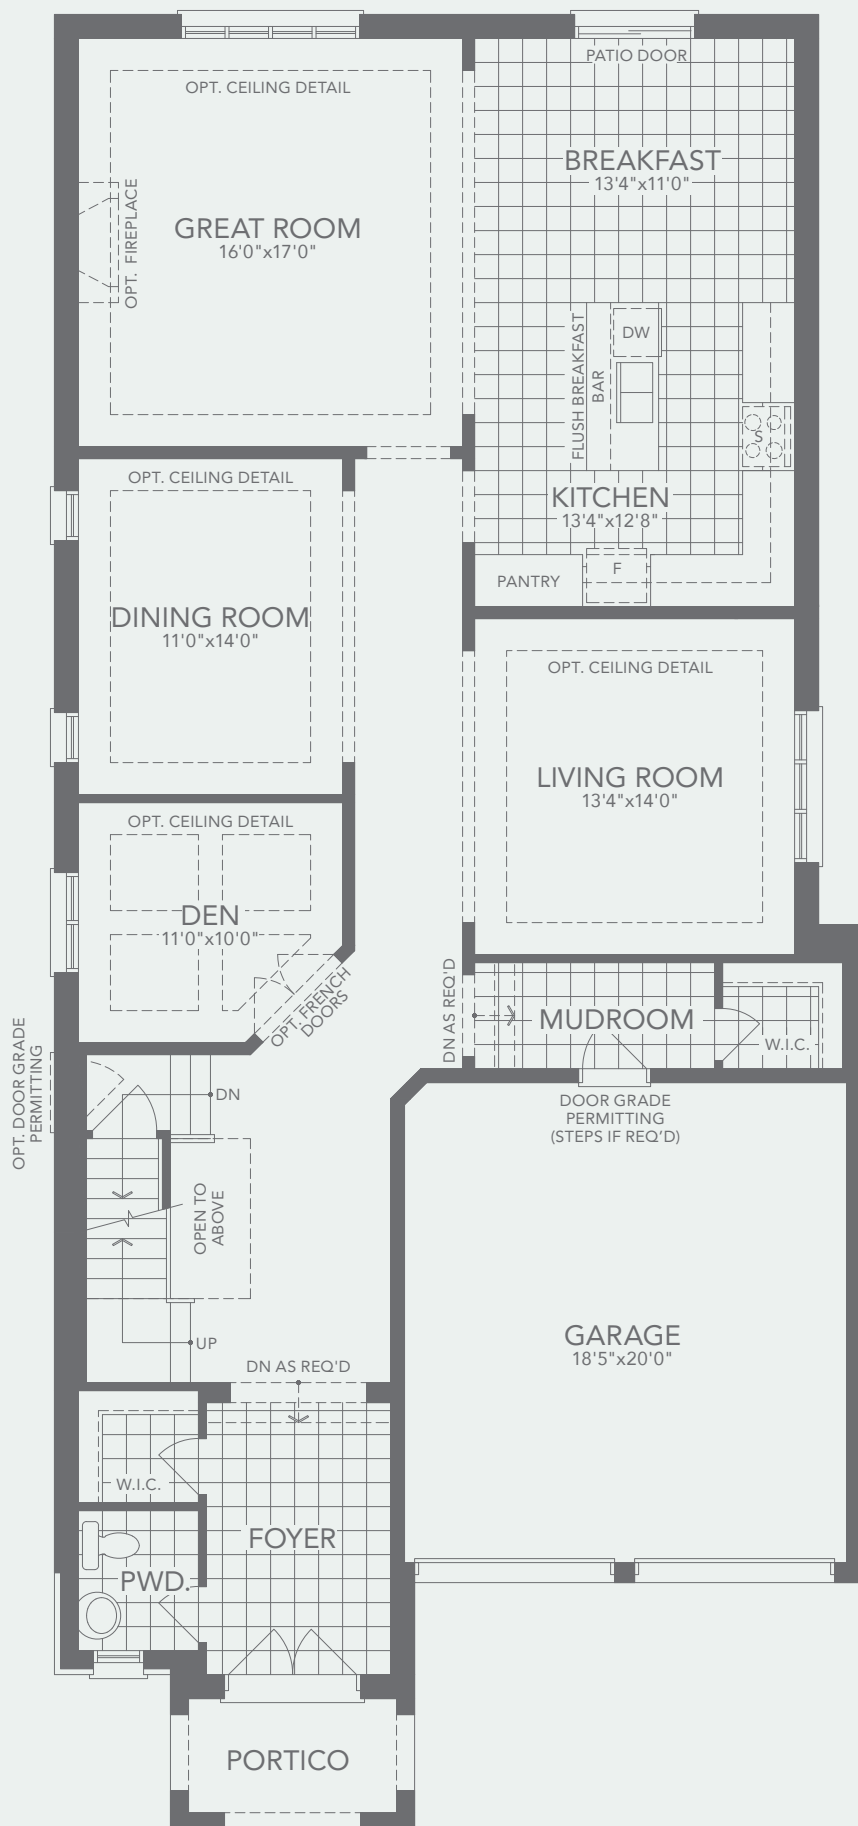 PATIO DOOR
OPT. CEILING DETAIL
BREAKFAST
13'4"x11'0"
GREAT ROOM
16'0"x17'0"
OPT. FIREPLACE
DW
FLUSH BREAKFAST
BAR
S
OPT. CEILING DETAIL
KITCHEN
13'4"x12'8"
F
PANTRY
DINING ROOM
11'0"x14'0"
OPT. CEILING DETAIL
LIVING ROOM
13'4"x14'0"
OPT. CEILING DETAIL
DEN
11'0"x10'0"
OPT. FRENCH
DOORS
DN AS REQ'D
MUDROOM
W.I.C.
OPT. DOOR GRADE
PERMITTING
DN
DOOR GRADE
PERMITTING
(STEPS IF REQ'D)
OPEN TO
ABOVE
UP
GARAGE
18'5"x20'0"
DN AS REQ'D
W.I.C.
FOYER
PWD.
PORTICO